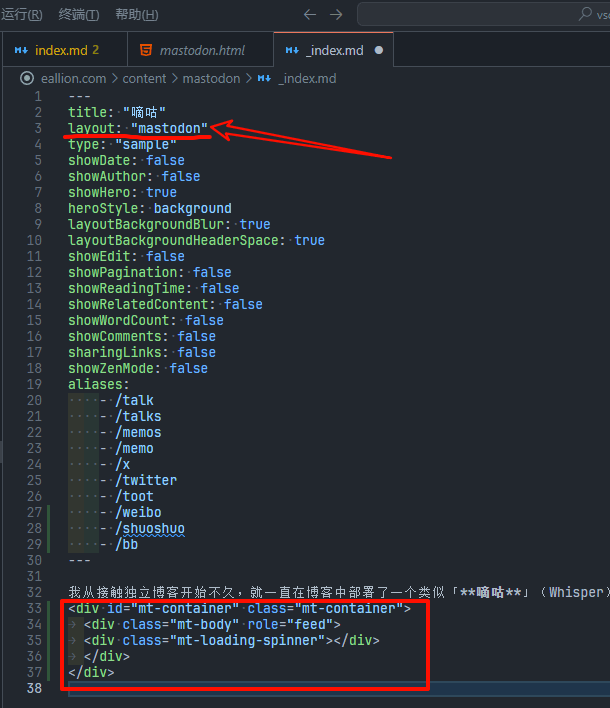 运行(R) 终端(T) 帮助(H)
index.md 2 mastodon.html _index.md
eallion.com > content > mastodon > _index.md
1 ---
2 title: "嘀咕"
3 layout: "mastodon"
4 type: "sample"
5 showDate: false
6 showAuthor: false
7 showHero: true
8 heroStyle: background
9 layoutBackgroundBlur: true
10 layoutBackgroundHeaderSpace: true
11 showEdit: false
12 showPagination: false
13 showReadingTime: false
14 showRelatedContent: false
15 showWordCount: false
16 showComments: false
17 sharingLinks: false
18 showZenMode: false
19 aliases:
20 - /talk
21 - /talks
22 - /memos
23 - /memo
24 - /x
25 - /twitter
26 - /toot
27 - /weibo
28 - /shuoshuo
29 - /bb
30 ---
31
32 我从接触独立博客开始不久，就一直在博客中部署了一个类似「**嘀咕**」（Whisper）
33 <div id="mt-container" class="mt-container">
34 <div class="mt-body" role="feed">
35 <div class="mt-loading-spinner"></div>
36 </div>
37 </div>
38